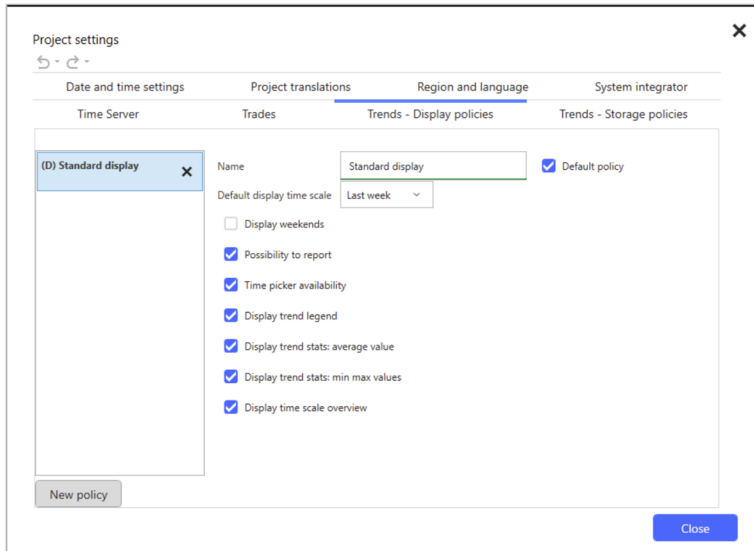 Project settings
Date and time settings Project translations Region and language System integrator
Time Server Trades Trends - Display policies Trends - Storage policies
(D) Standard display
Name Standard display Default policy
Default display time scale Last week
Display weekends
Possibility to report
Time picker availability
Display trend legend
Display trend stats: average value
Display trend stats: min max values
Display time scale overview
New policy
Close